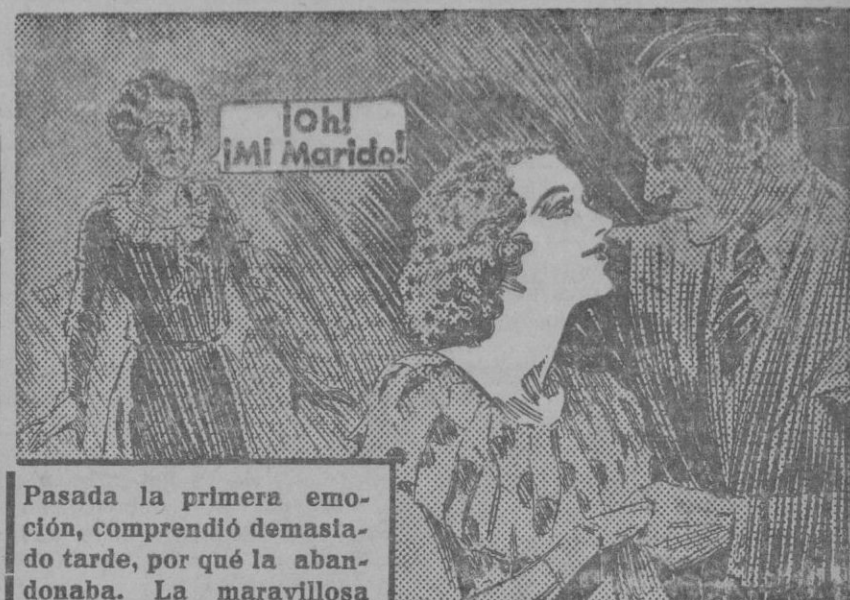 ¡Oh!
¡Mi Marido!
Pasada la primera emo-
ción, comprendió demasia-
do tarde, por qué la aban-
donaba. La maravillosa